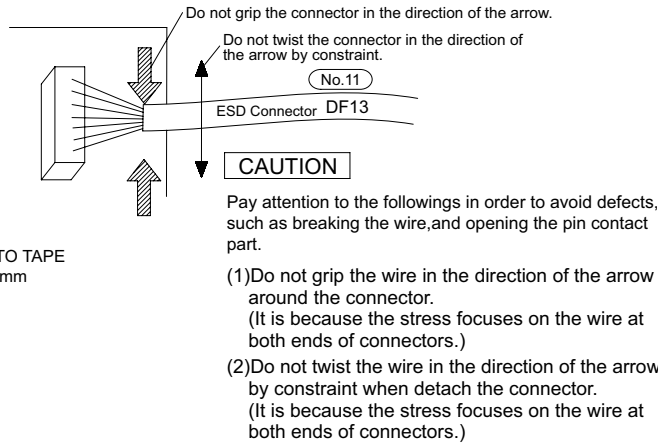 Do not grip the connector in the direction of the arrow.
Do not twist the connector in the direction of
the arrow by constraint.
No.11
ESD Connector DF13
CAUTION
Pay attention to the followings in order to avoid defects,
such as breaking the wire,and opening the pin contact
part.
TO TAPE
mm
(1)Do not grip the wire in the direction of the arrow
around the connector.
(It is because the stress focuses on the wire at
both ends of connectors.)
(2)Do not twist the wire in the direction of the arrow
by constraint when detach the connector.
(It is because the stress focuses on the wire at
both ends of connectors.)